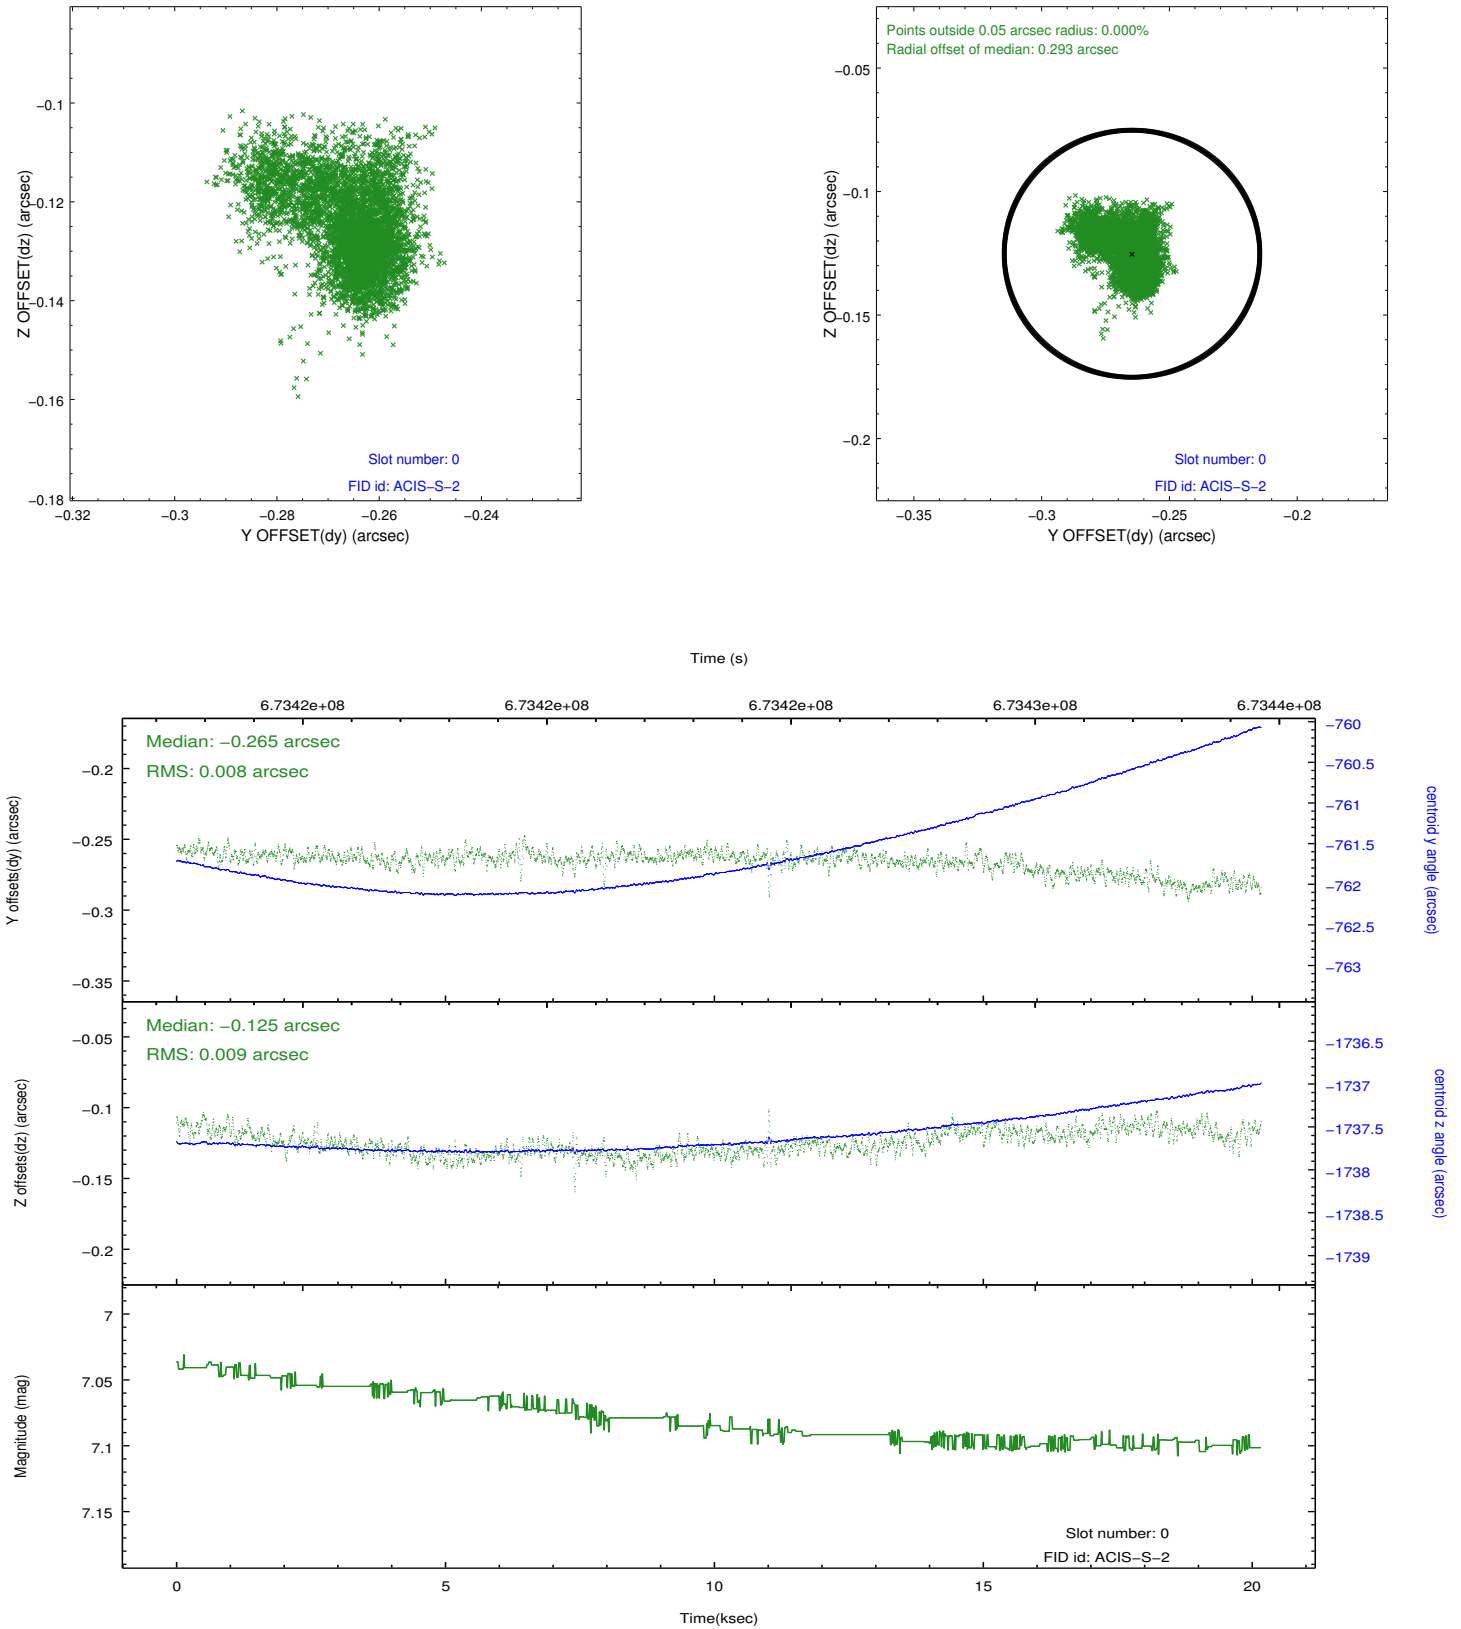 Points outside 0.05 arcsec radius: 0.000%
Radial offset of median: 0.293 arcsec
−0.1
−0.12
−0.14
−0.16
−0.18
Z OFFSET(dz) (arcsec)
Slot number: 0
FID id: ACIS−S−2
−0.32 −0.3 −0.28 −0.26 −0.24
Y OFFSET(dy) (arcsec)
−0.05
−0.1
−0.15
−0.2
Z OFFSET(dz) (arcsec)
Slot number: 0
FID id: ACIS−S−2
−0.35 −0.3 −0.25 −0.2
Y OFFSET(dy) (arcsec)
Time (s)
6.7342e+08 6.7342e+08 6.7342e+08 6.7343e+08 6.7344e+08
Median: −0.265 arcsec
RMS: 0.008 arcsec
−0.2
−0.25
−0.3
−0.35
Y offsets(dy) (arcsec)
−760
−760.5
−761
−761.5
−762
−762.5
−763
centroid y angle (arcsec)
Median: −0.125 arcsec
RMS: 0.009 arcsec
−0.05
−0.1
−0.15
−0.2
Z offsets(dz) (arcsec)
−1736.5
−1737
−1737.5
−1738
−1738.5
−1739
centroid z angle (arcsec)
7
7.05
7.1
7.15
Magnitude (mag)
Slot number: 0
FID id: ACIS−S−2
0 5 10 15 20
Time(ksec)